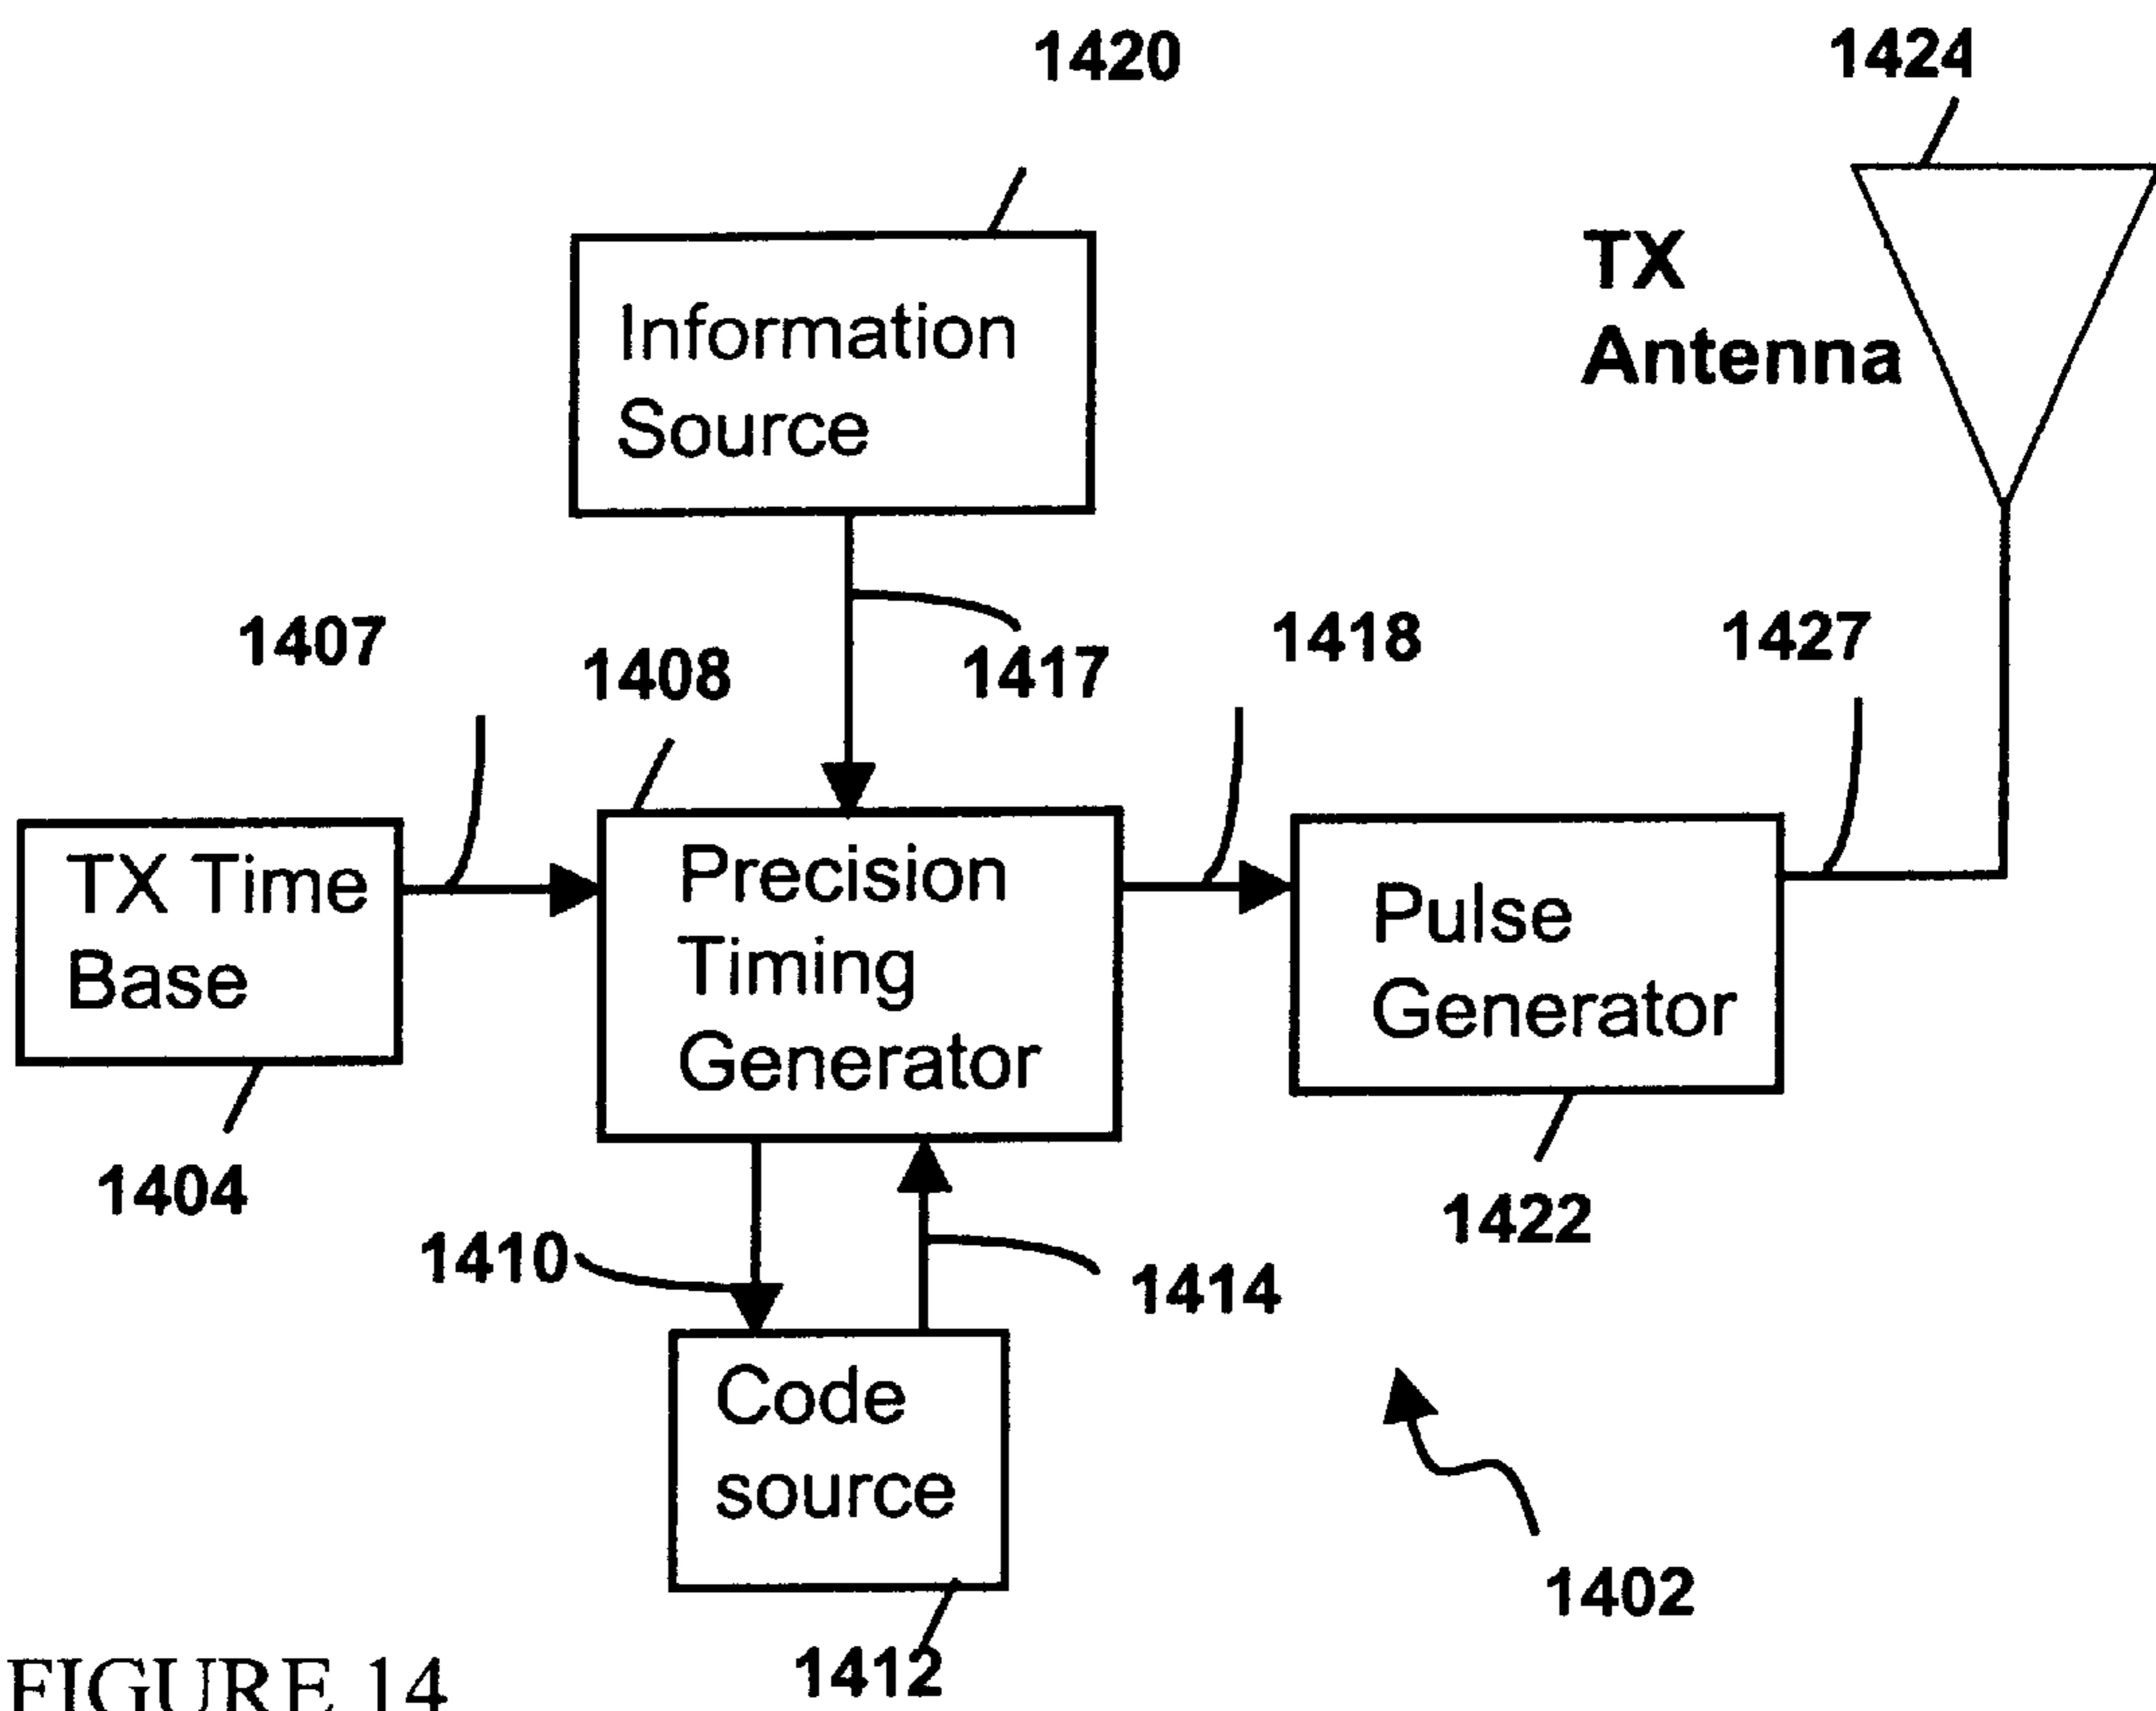 1420
1424
Information
Source
TX
Antenna
1407
1408
1417
1418
1427
TX Time
Base
Precision
Timing
Generator
Pulse
Generator
1404
1410
1414
1422
Code
source
1402
1412
FIGURE 14